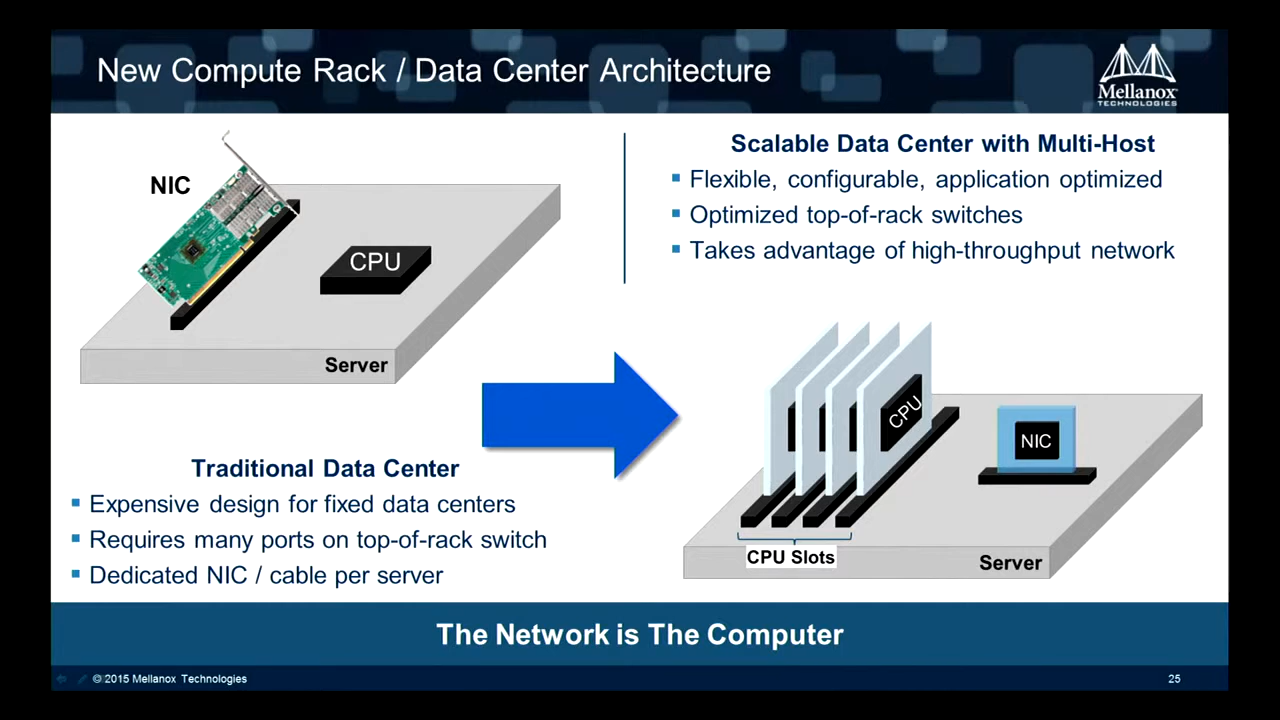 New Compute Rack / Data Center Architecture
Mellanox
TECHNOLOGIES
NIC
CPU
Server
Traditional Data Center
Expensive design for fixed data centers
Requires many ports on top-of-rack switch
Dedicated NIC / cable per server
Scalable Data Center with Multi-Host
Flexible, configurable, application optimized
Optimized top-of-rack switches
Takes advantage of high-throughput network
CPU
NIC
CPU Slots
Server
The Network is The Computer
© 2015 Mellanox Technologies
25